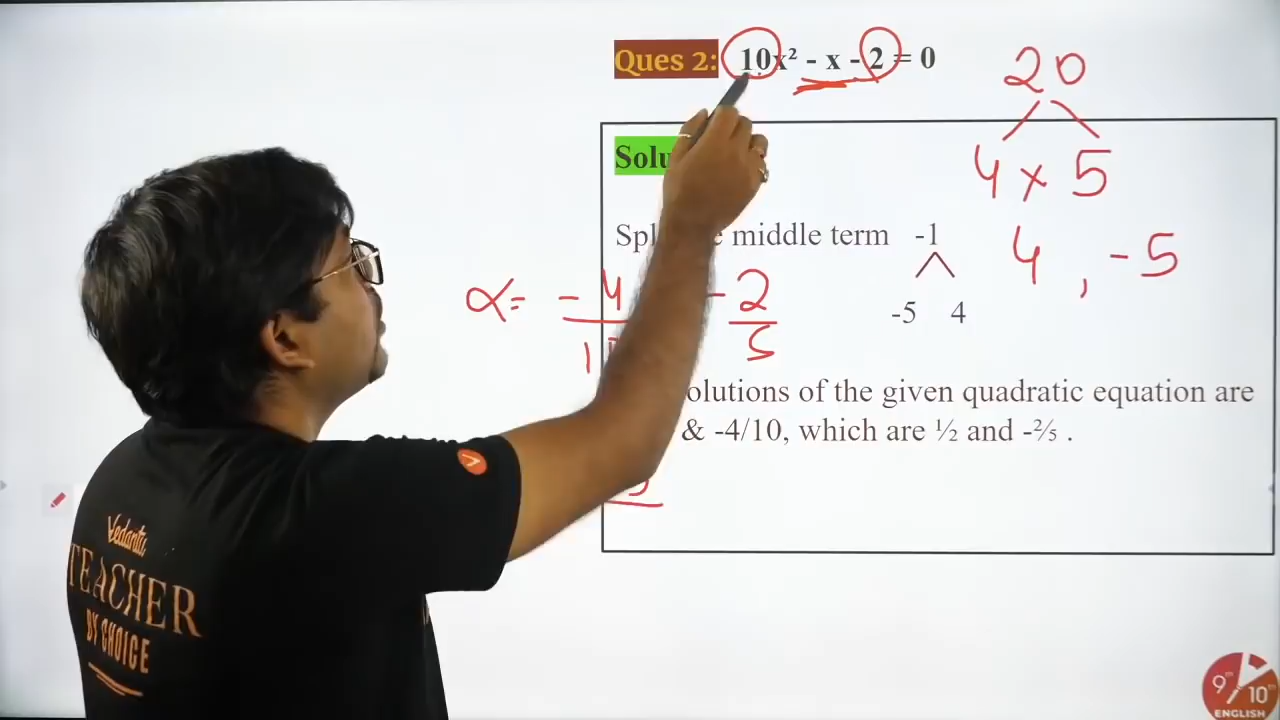 Ques 2: 10x² - x - 2 = 0
20
4 x 5
Split middle term -1
4 , -5
-5 4
α = - 4
- 2
5
olutions of the given quadratic equation are
& -4/10, which are ½ and -⅖ .
Vedantu
TEACHER
BY CHOICE
9th 10th
ENGLISH